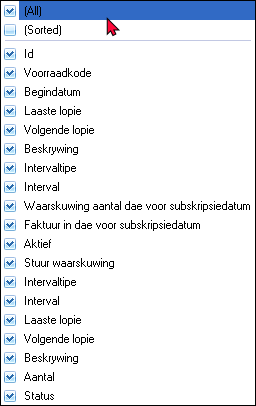 (All)
(Sorted)
Id
Voorraadkode
Begindatum
Laaste lopie
Volgende lopie
Beskrywing
Intervaltipe
Interval
Waarskuwing aantal dae voor subskripsiedatum
Faktuur in dae voor subskripsiedatum
Aktief
Stuur waarskuwing
Intervaltipe
Interval
Laaste lopie
Volgende lopie
Beskrywing
Aantal
Status